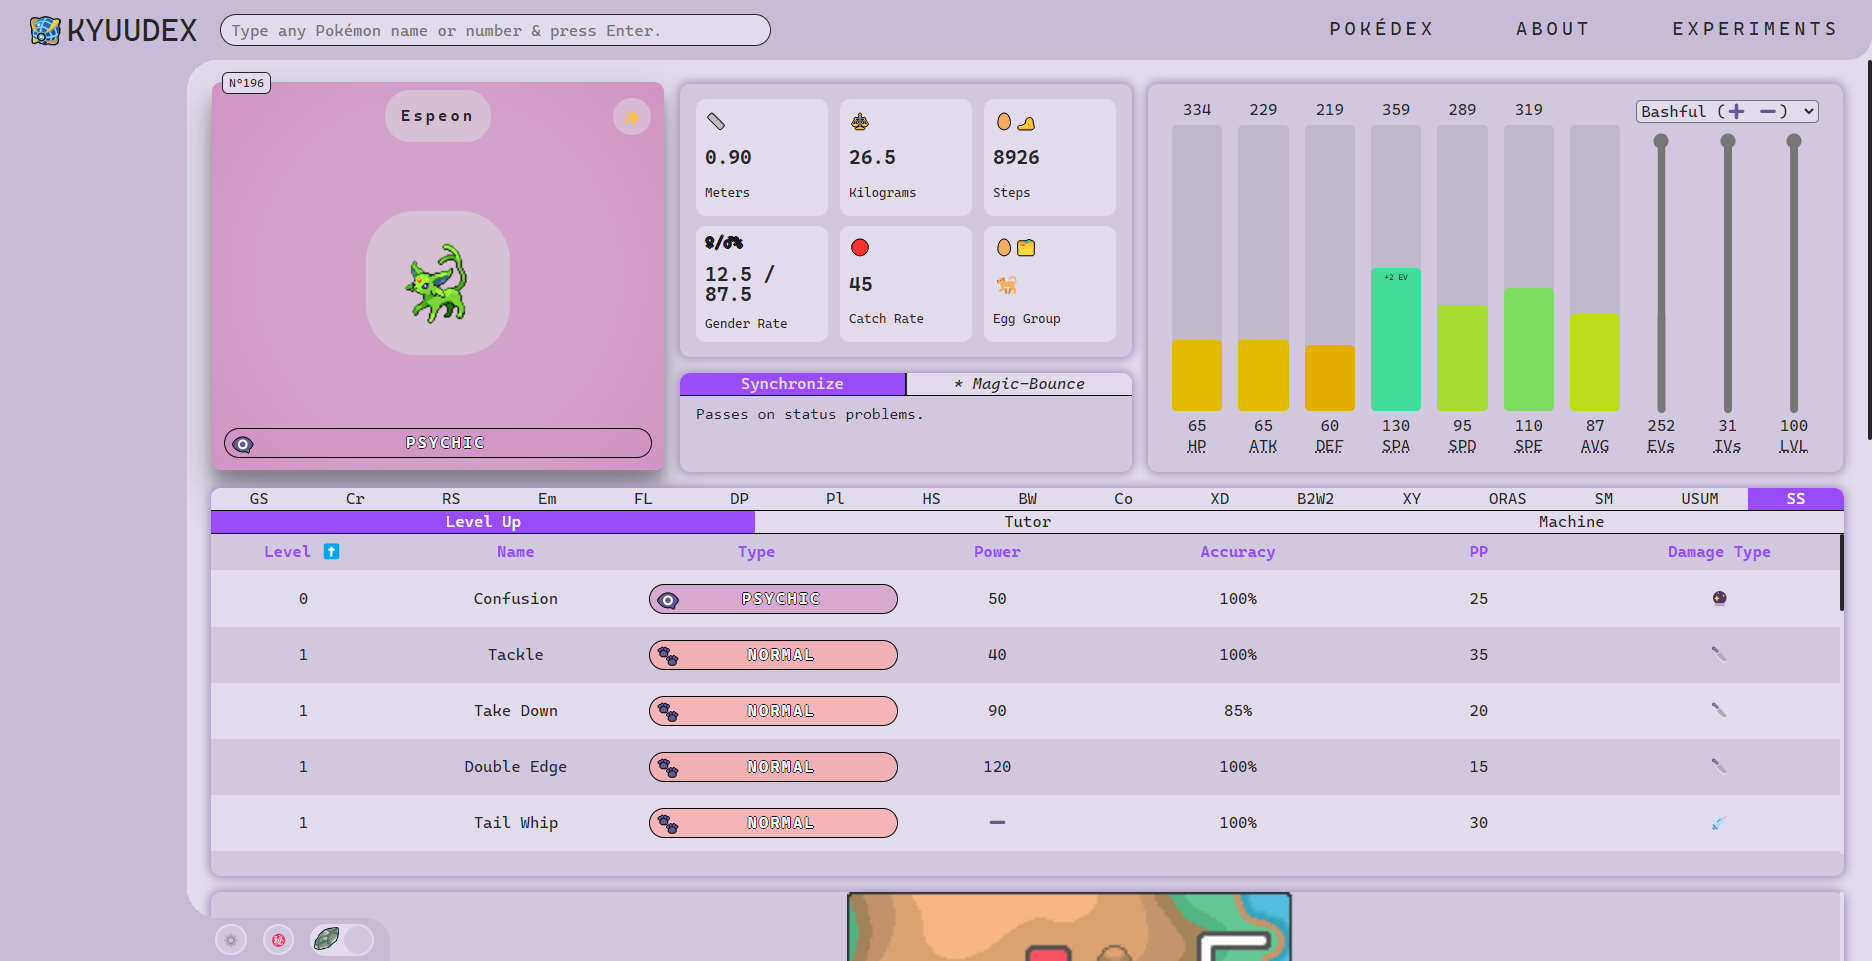 KYUUDEX
Type any Pokémon name or number & press Enter.
POKÉDEX ABOUT EXPERIMENTS
Nº196
Espeon
PSYCHIC
0.90
Meters
26.5
Kilograms
8926
Steps
♀/♂%
12.5 /
87.5
Gender Rate
45
Catch Rate
Egg Group
Synchronize * Magic-Bounce
Passes on status problems.
334 229 219 359 289 319
Bashful (➕ ➖)
+2 EV
65 65 60 130 95 110 87 252 31 100
HP ATK DEF SPA SPD SPE AVG EVs IVs LVL
GS Cr RS Em FL DP Pl HS BW Co XD B2W2 XY ORAS SM USUM SS
Level Up Tutor Machine
Level ⬆ Name Type Power Accuracy PP Damage Type
0 Confusion PSYCHIC 50 100% 25
1 Tackle NORMAL 40 100% 35
1 Take Down NORMAL 90 85% 20
1 Double Edge NORMAL 120 100% 15
1 Tail Whip NORMAL ➖ 100% 30
㊙